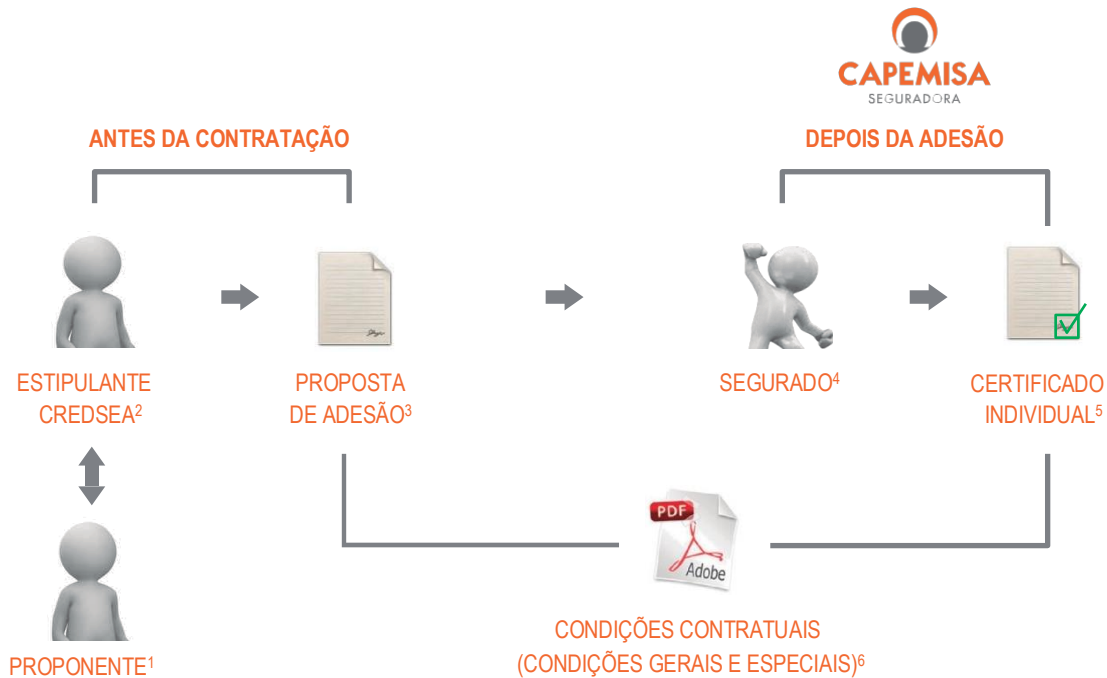 CAPEMISA
SEGURADORA
ANTES DA CONTRATAÇÃO
DEPOIS DA ADESÃO
ESTIPULANTE
CREDSEA2
PROPOSTA
DE ADESÃO3
SEGURADO4
CERTIFICADO
INDIVIDUAL5
PDF
Adobe
PROPONENTE1
CONDIÇÕES CONTRATUAIS
(CONDIÇÕES GERAIS E ESPECIAIS)6